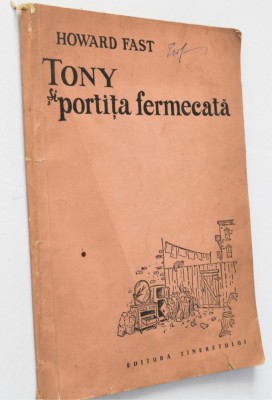 HOWARD FAST
TONY
și portița fermecată
EDITURA TINERETULUI